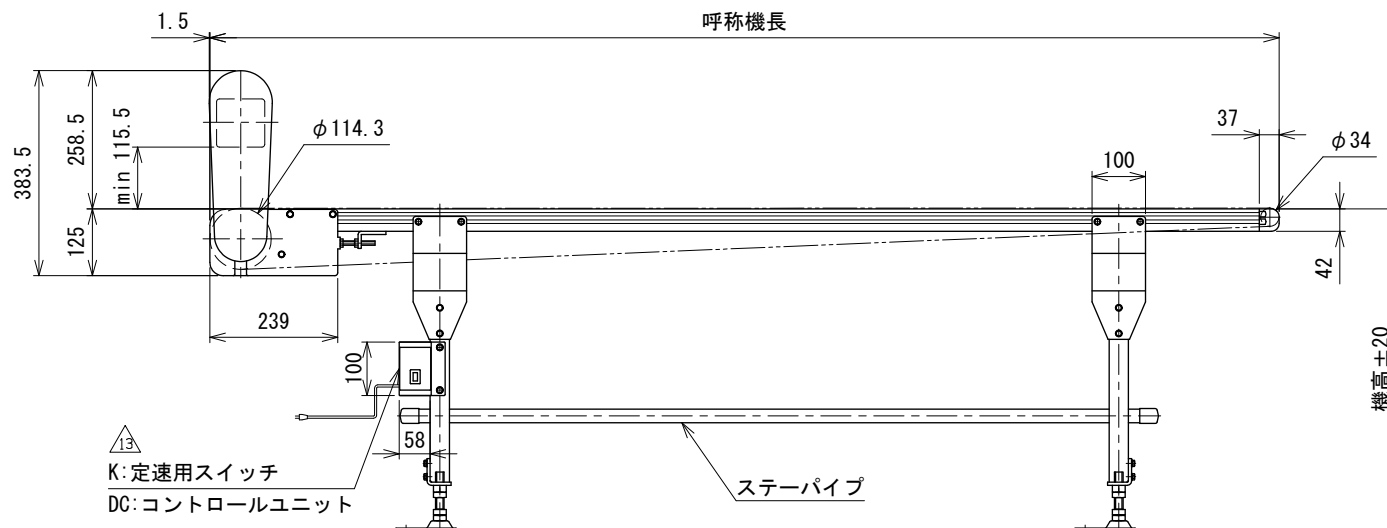 呼称機長
1.5
383.5
258.5
min 115.5
125
φ114.3
37
φ34
100
42
239
100
機高±20
58
13
K:定速用スイッチ
DC:コントロールユニット
ステーパイプ